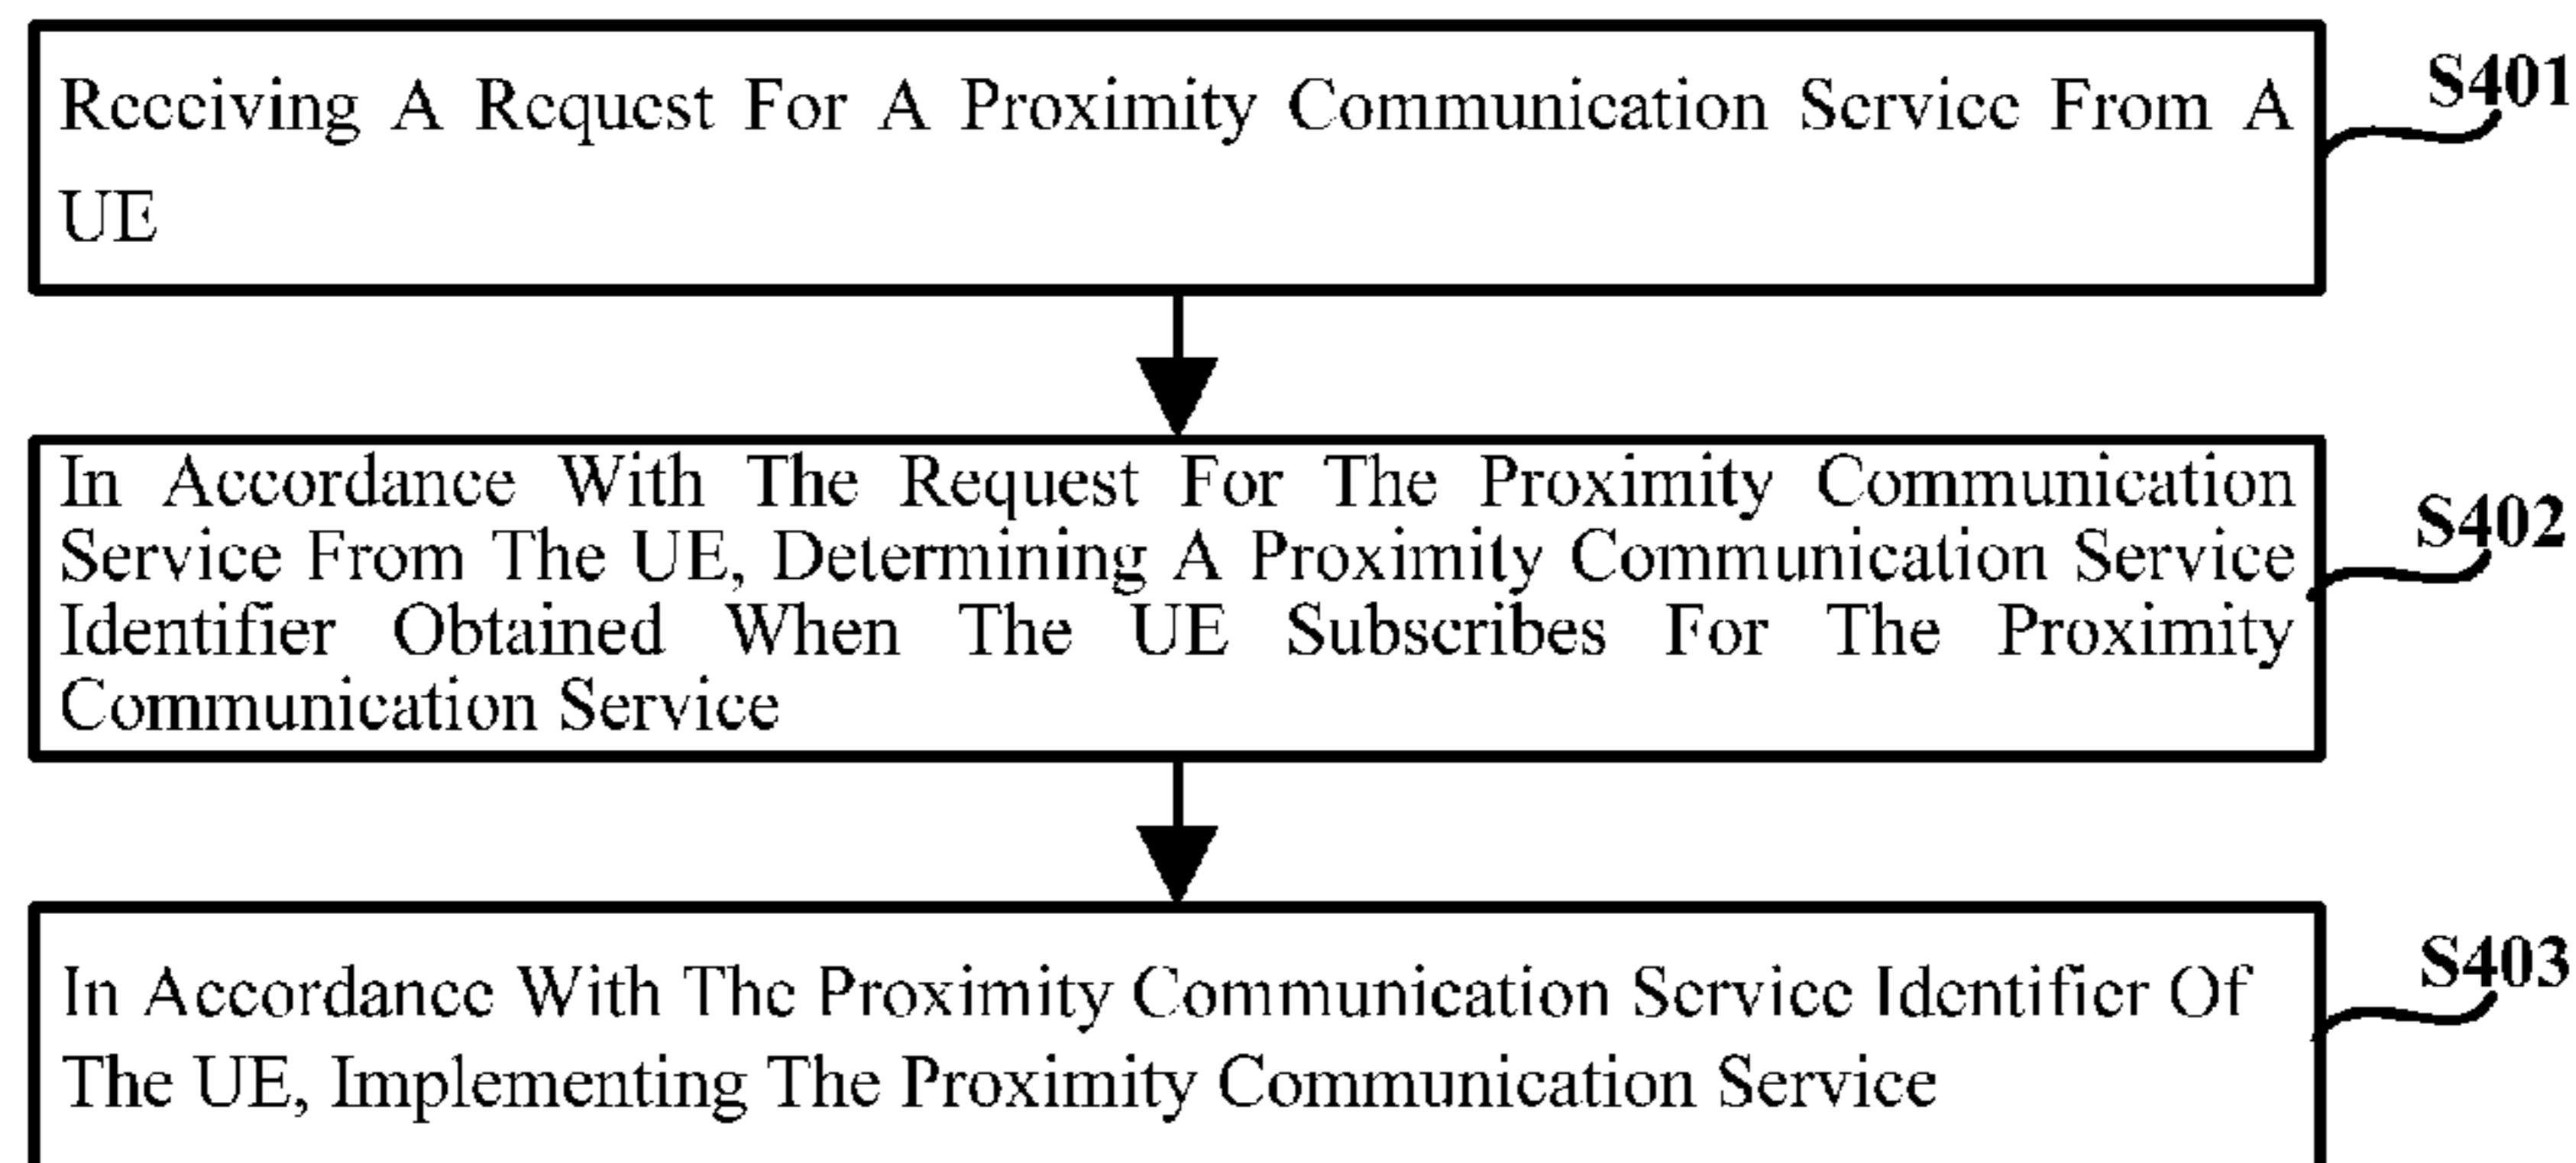 Receiving A Request For A Proximity Communication Service From A
UE
S401
In Accordance With The Request For The Proximity Communication
Service From The UE, Determining A Proximity Communication Service
Identifier Obtained When The UE Subscribes For The Proximity
Communication Service
S402
In Accordance With The Proximity Communication Service Identifier Of
The UE, Implementing The Proximity Communication Service
S403